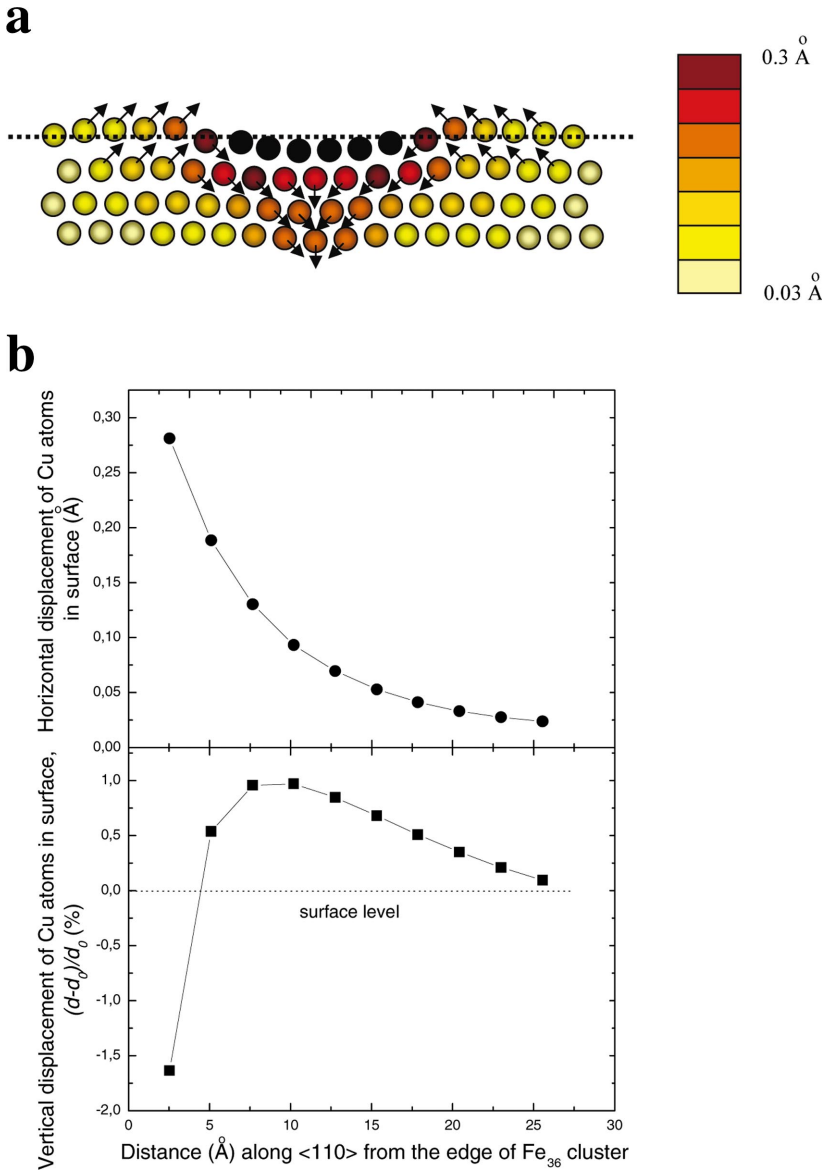 a
0.3 Å
0.03 Å
b
Horizontal displacement of Cu atoms
in surface (Å)
0,30
0,25
0,20
0,15
0,10
0,05
0,00
Vertical displacement of Cu atoms in surface,
(d-d₀)/d₀ (%)
1,0
0,5
0,0
-0,5
-1,0
-1,5
-2,0
surface level
0 5 10 15 20 25 30
Distance (Å) along <110> from the edge of Fe₃₆ cluster